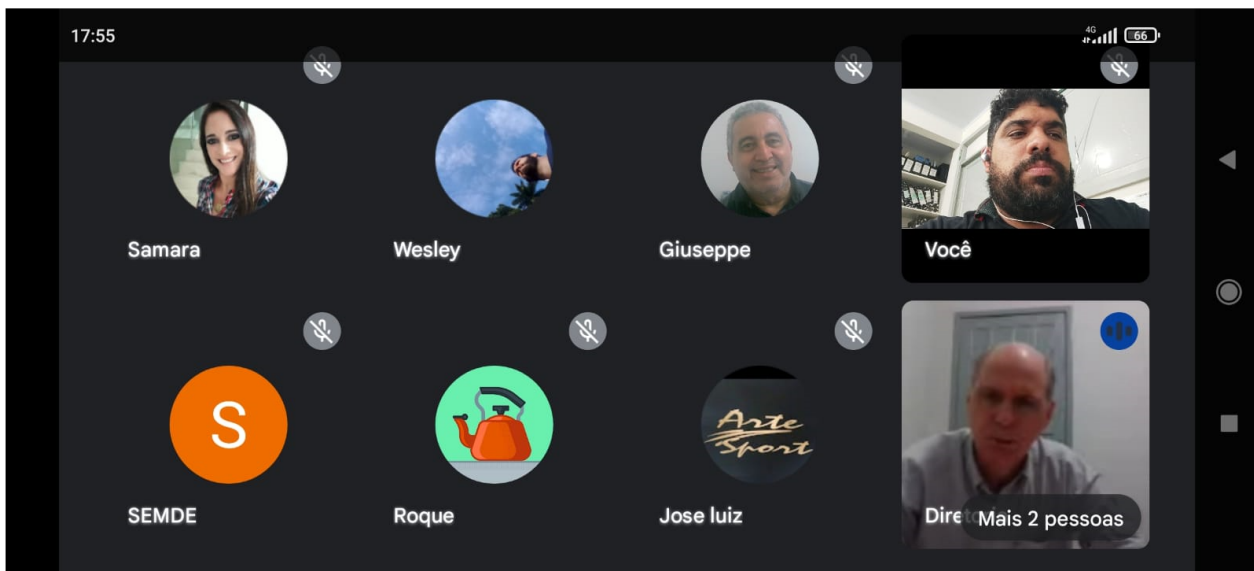 17:55
4G
66
Samara
Wesley
Giuseppe
Você
S
SEMDE
Roque
Arte
Sport
Jose luiz
Mais 2 pessoas